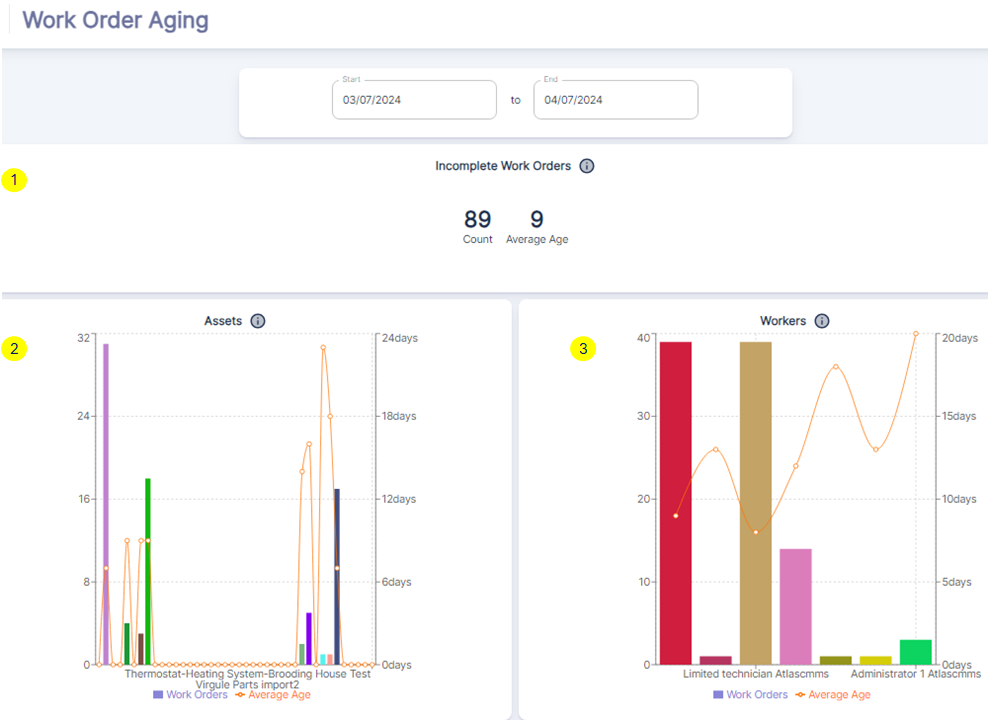 Work Order Aging
Start
03/07/2024
to
End
04/07/2024
1
Incomplete Work Orders
89
9
Count
Average Age
2
Assets
32
24
16
8
0
24days
18days
12days
6days
0days
Thermostat-Heating System-Brooding House Test
Virgule Parts import2
Work Orders
Average Age
3
Workers
40
30
20
10
0
20days
15days
10days
5days
0days
Limited technician Atlascmms
Administrator 1 Atlascmms
Work Orders
Average Age